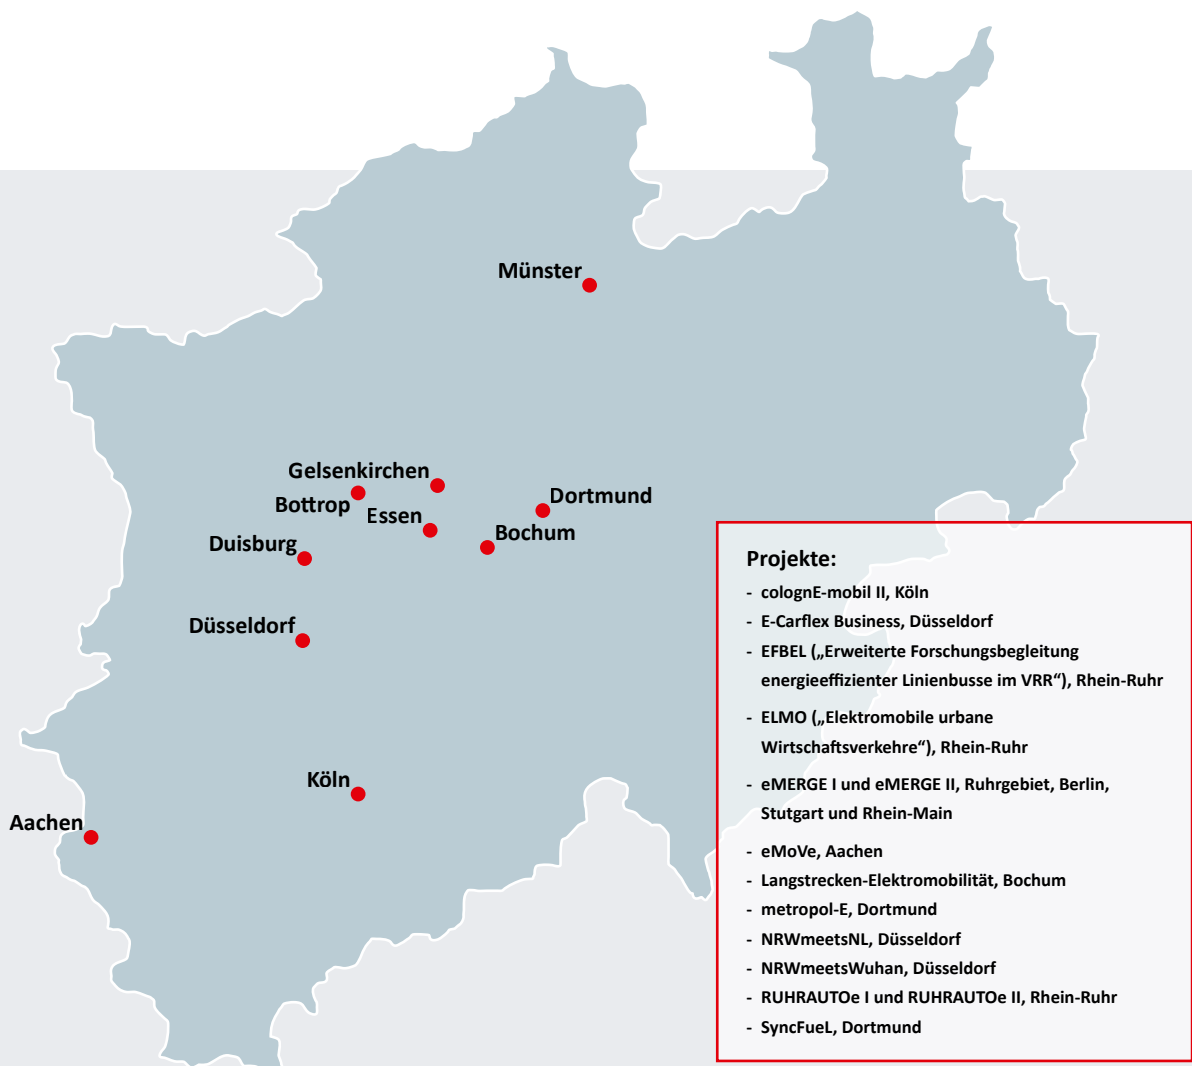 Münster
Gelsenkirchen
Bottrop
Dortmund
Essen
Bochum
Duisburg
Düsseldorf
Köln
Aachen
Projekte:
- colognE-mobil II, Köln
- E-Carflex Business, Düsseldorf
- EFBEL („Erweiterte Forschungsbegleitung
energieeffizienter Linienbusse im VRR“), Rhein-Ruhr
- ELMO („Elektromobile urbane
Wirtschaftsverkehre“), Rhein-Ruhr
- eMERGE I und eMERGE II, Ruhrgebiet, Berlin,
Stutgart und Rhein-Main
- eMoVe, Aachen
- Langstrecken-Elektromobilität, Bochum
- metropol-E, Dortmund
- NRWmeetsNL, Düsseldorf
- NRWmeetsWuhan, Düsseldorf
- RUHRAUTOe I und RUHRAUTOe II, Rhein-Ruhr
- SyncFueL, Dortmund